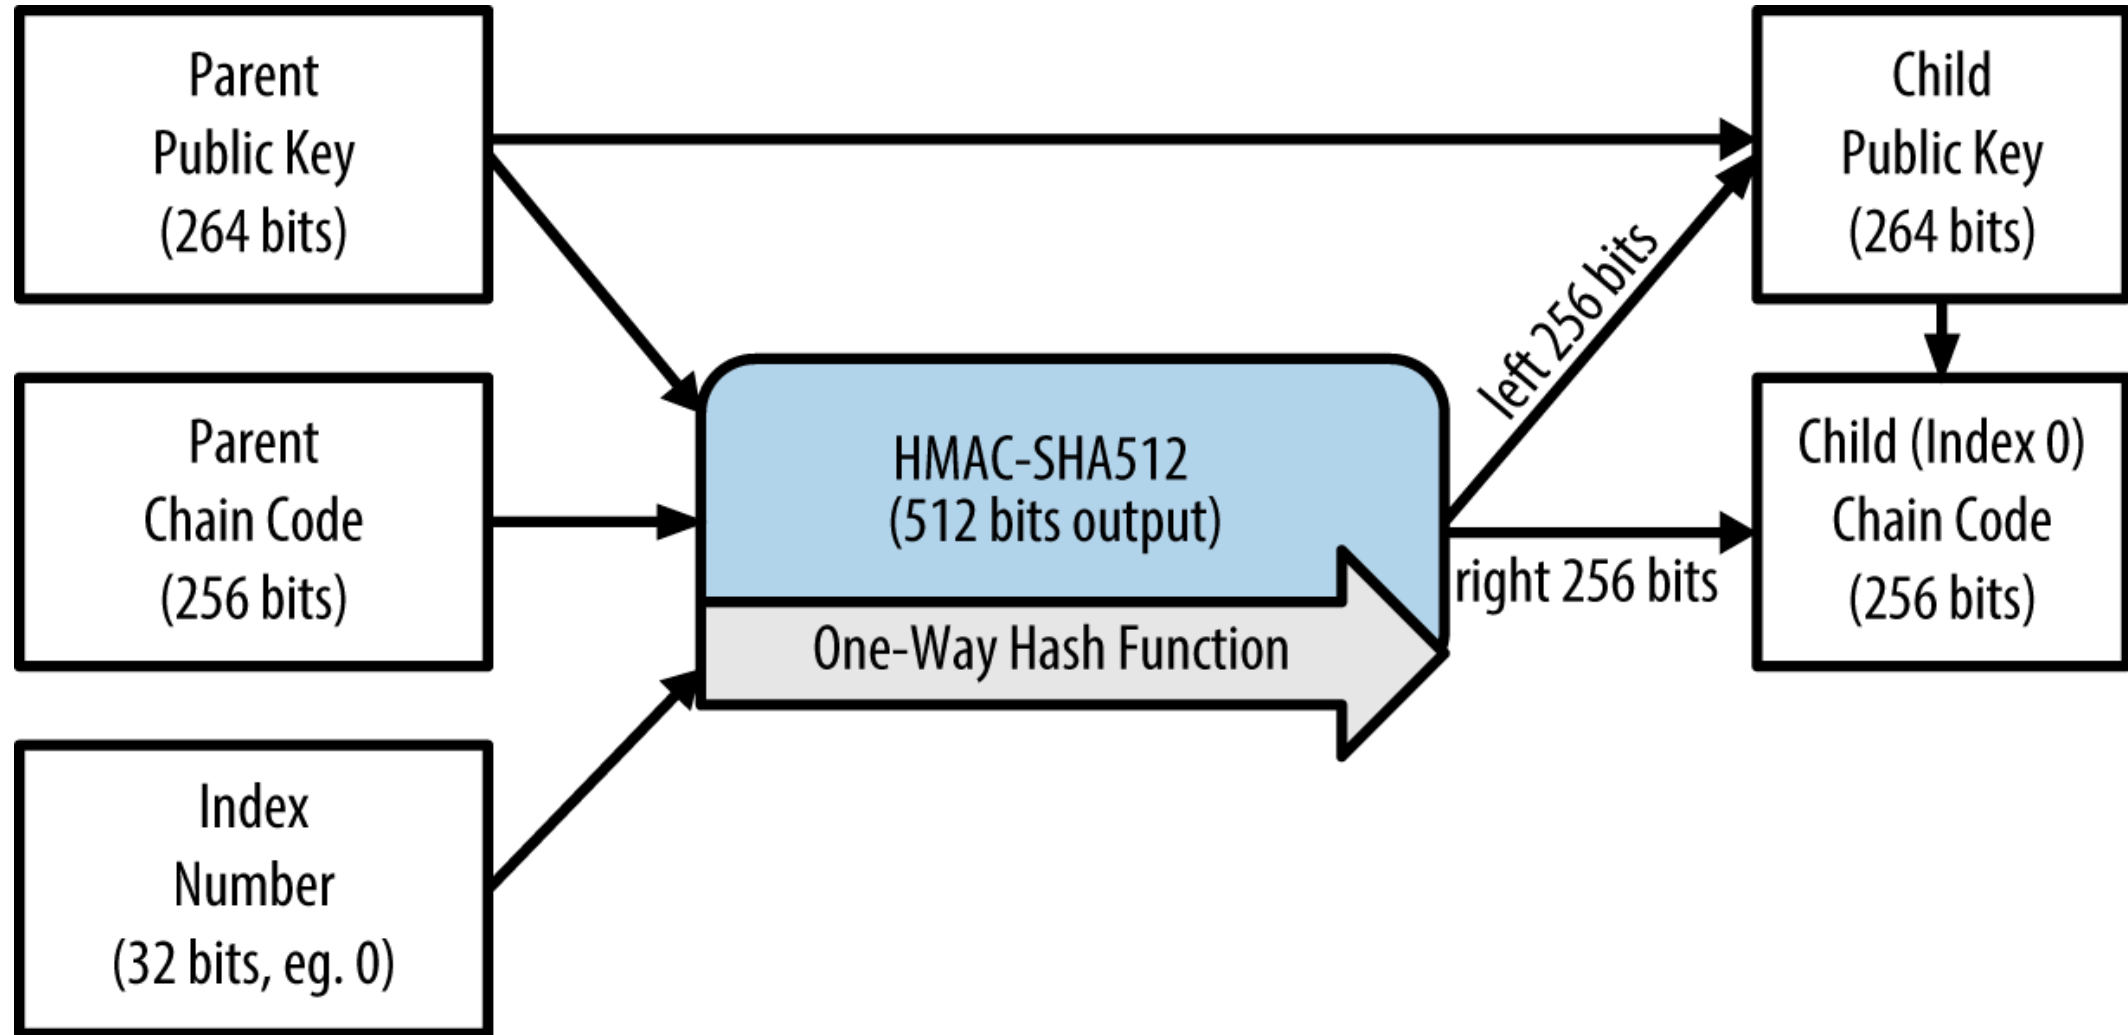 Parent
Public Key
(264 bits)
Parent
Chain Code
(256 bits)
Index
Number
(32 bits, eg. 0)
HMAC-SHA512
(512 bits output)
One-Way Hash Function
left 256 bits
right 256 bits
Child
Public Key
(264 bits)
Child (Index 0)
Chain Code
(256 bits)